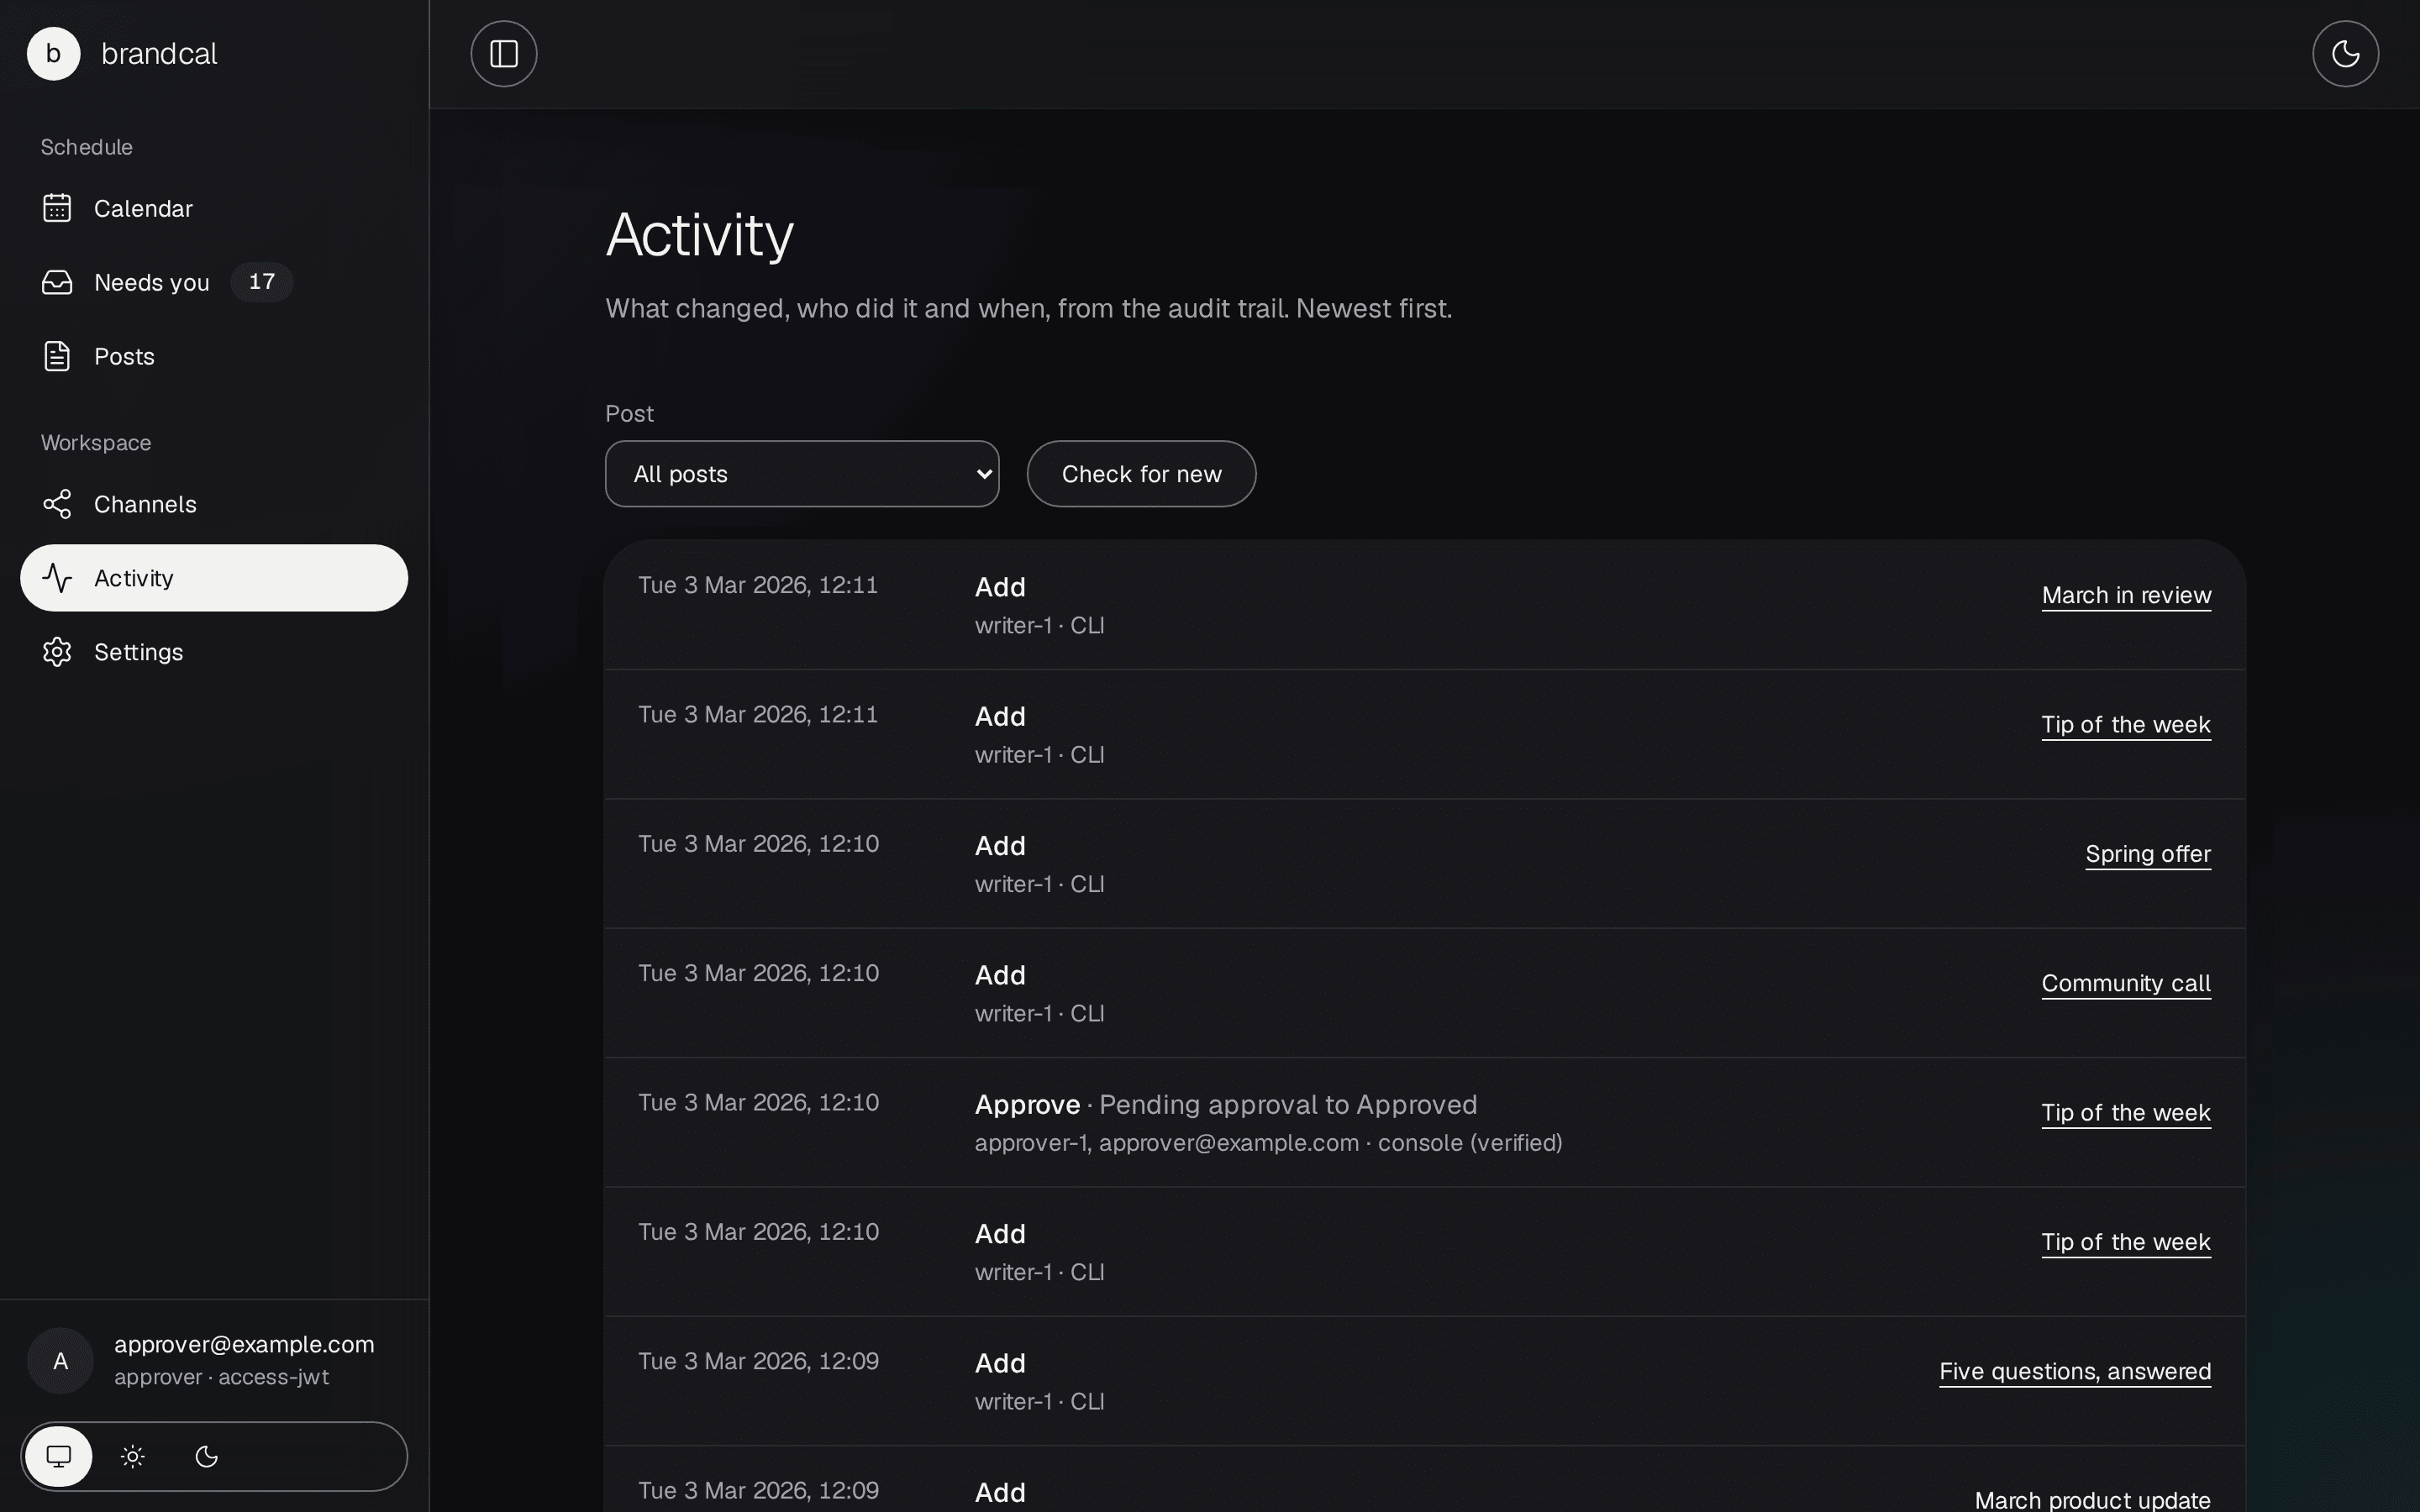 b brandcal
Schedule
Calendar
Needs you 17
Posts
Workspace
Channels
Activity
Settings
approver@example.com
A
approver · access-jwt
Activity
What changed, who did it and when, from the audit trail. Newest first.
Post
All posts Check for new
Tue 3 Mar 2026, 12:11 Add March in review
writer-1 · CLI
Tue 3 Mar 2026, 12:11 Add Tip of the week
writer-1 · CLI
Tue 3 Mar 2026, 12:10 Add Spring offer
writer-1 · CLI
Tue 3 Mar 2026, 12:10 Add Community call
writer-1 · CLI
Tue 3 Mar 2026, 12:10 Approve · Pending approval to Approved Tip of the week
approver-1, approver@example.com · console (verified)
Tue 3 Mar 2026, 12:10 Add Tip of the week
writer-1 · CLI
Tue 3 Mar 2026, 12:09 Add Five questions, answered
writer-1 · CLI
Tue 3 Mar 2026, 12:09 Add March product update